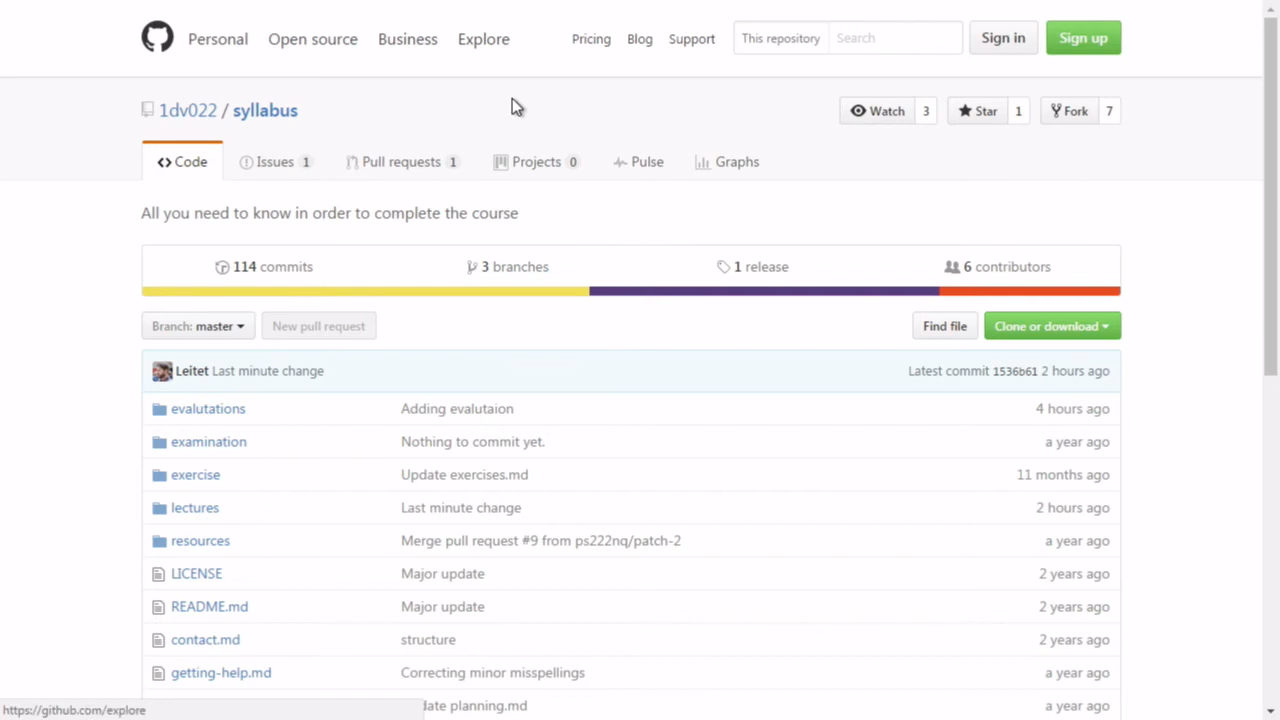 Personal Open source Business Explore Pricing Blog Support This repository Search Sign in Sign up
1dv022 / syllabus Watch 3 Star 1 Fork 7
Code Issues 1 Pull requests 1 Projects 0 Pulse Graphs
All you need to know in order to complete the course
114 commits 3 branches 1 release 6 contributors
Branch: master New pull request Find file Clone or download
Leitet Last minute change Latest commit 1536b61 2 hours ago
evalutations Adding evalutaion 4 hours ago
examination Nothing to commit yet. a year ago
exercise Update exercises.md 11 months ago
lectures Last minute change 2 hours ago
resources Merge pull request #9 from ps222nq/patch-2 a year ago
LICENSE Major update 2 years ago
README.md Major update 2 years ago
contact.md structure 2 years ago
getting-help.md Correcting minor misspellings a year ago
planning.md a year ago
https://github.com/explore